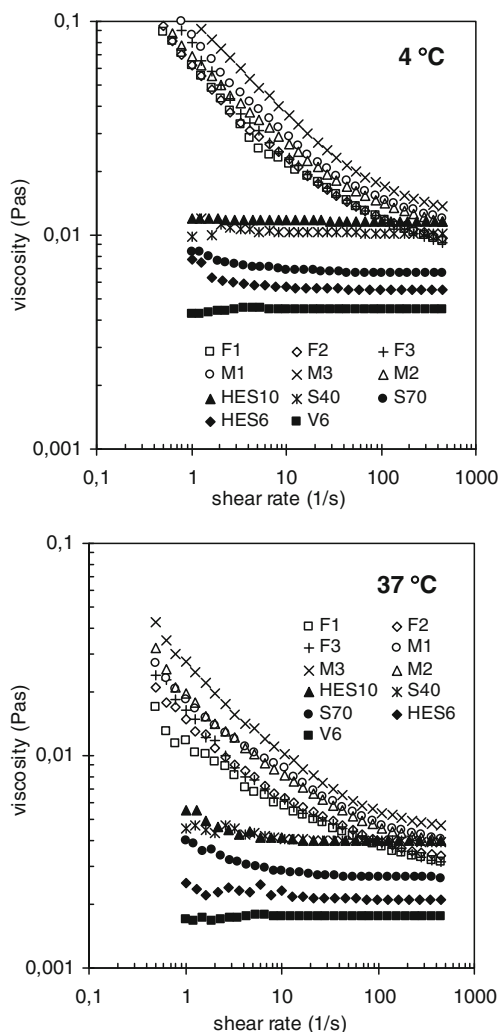 0,1
4 °C
viscosity (Pas)
0,01
F1 F2 F3
M1 M3 M2
HES10 S40 S70
HES6 V6
0,001
0,1 1 10 100 1000
shear rate (1/s)
0,1
37 °C
F1 F2
F3 M1
M3 M2
viscosity (Pas)
0,01
HES10 S40
S70 HES6
V6
0,001
0,1 1 10 100 1000
shear rate (1/s)